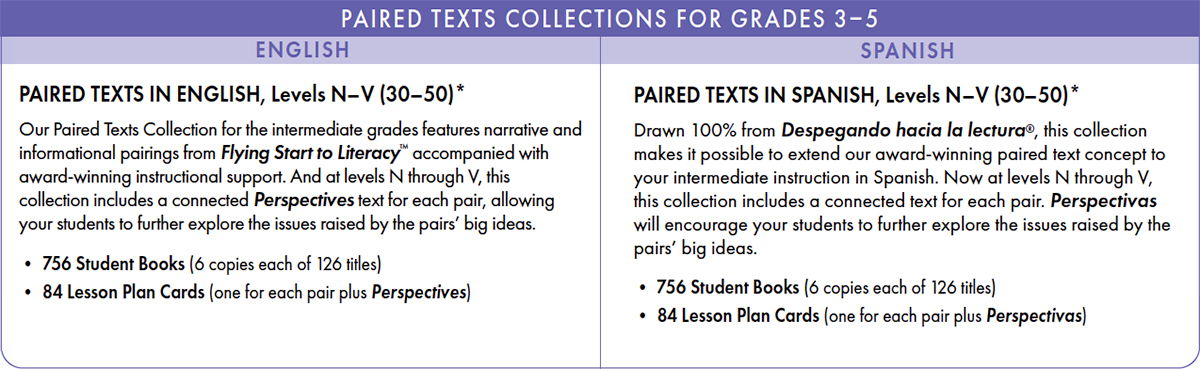 PAIRED TEXTS COLLECTIONS FOR GRADES 3–5
ENGLISH
PAIRED TEXTS IN ENGLISH, Levels N–V (30–50)*
Our Paired Texts Collection for the intermediate grades features narrative and
informational pairings from Flying Start to Literacy™ accompanied with
award-winning instructional support. And at levels N through V, this
collection includes a connected Perspectives text for each pair, allowing
your students to further explore the issues raised by the pairs’ big ideas.
• 756 Student Books (6 copies each of 126 titles)
• 84 Lesson Plan Cards (one for each pair plus Perspectives)
SPANISH
PAIRED TEXTS IN SPANISH, Levels N–V (30–50)*
Drawn 100% from Despegando hacia la lectura®, this collection
makes it possible to extend our award-winning paired text concept to
your intermediate instruction in Spanish. Now at levels N through V,
this collection includes a connected text for each pair. Perspectivas
will encourage your students to further explore the issues raised by the
pairs’ big ideas.
• 756 Student Books (6 copies each of 126 titles)
• 84 Lesson Plan Cards (one for each pair plus Perspectivas)